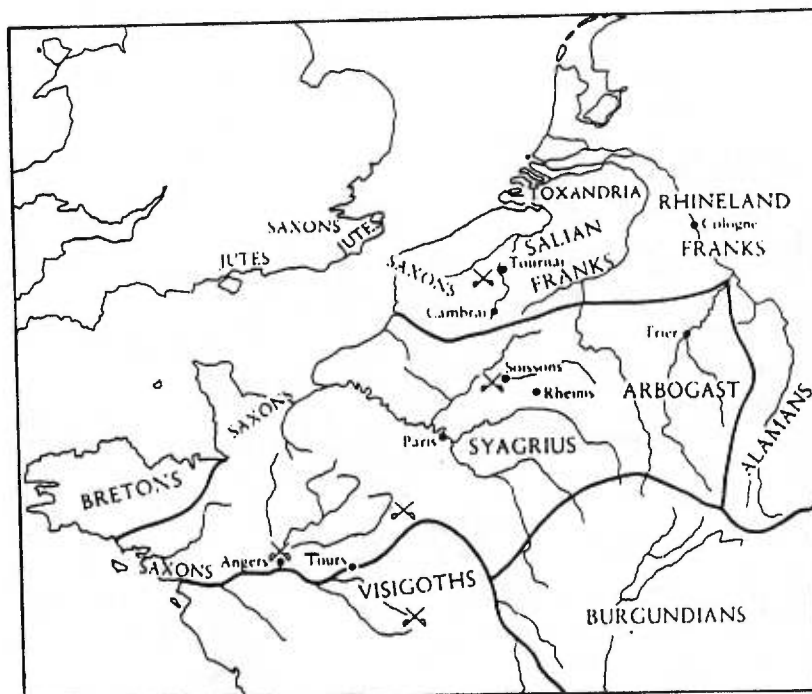 TOXANDRIA
RHINELAND
Cologne
FRANKS
SAXONS
JUTES
JUTES
SALIAN
FRANKS
Tournai
SAXONS
Cambrai
Trier
Soissons
Rheims
ARBOGAST
ALAMANS
SAXONS
Paris
SYAGRIUS
BRETONS
SAXONS
Angers
Tours
VISIGOTHS
BURGUNDIANS